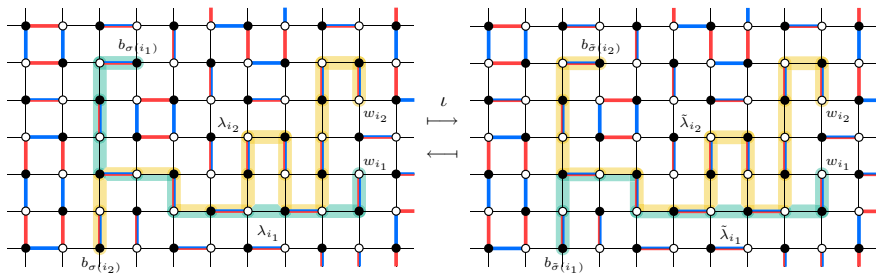 b_{σ(i_1)}
λ_{i_2}
w_{i_2}
w_{i_1}
λ_{i_1}
b_{σ(i_2)}
ι
⟼
⟻
b_{σ̃(i_2)}
λ̃_{i_2}
w_{i_2}
w_{i_1}
λ̃_{i_1}
b_{σ̃(i_1)}